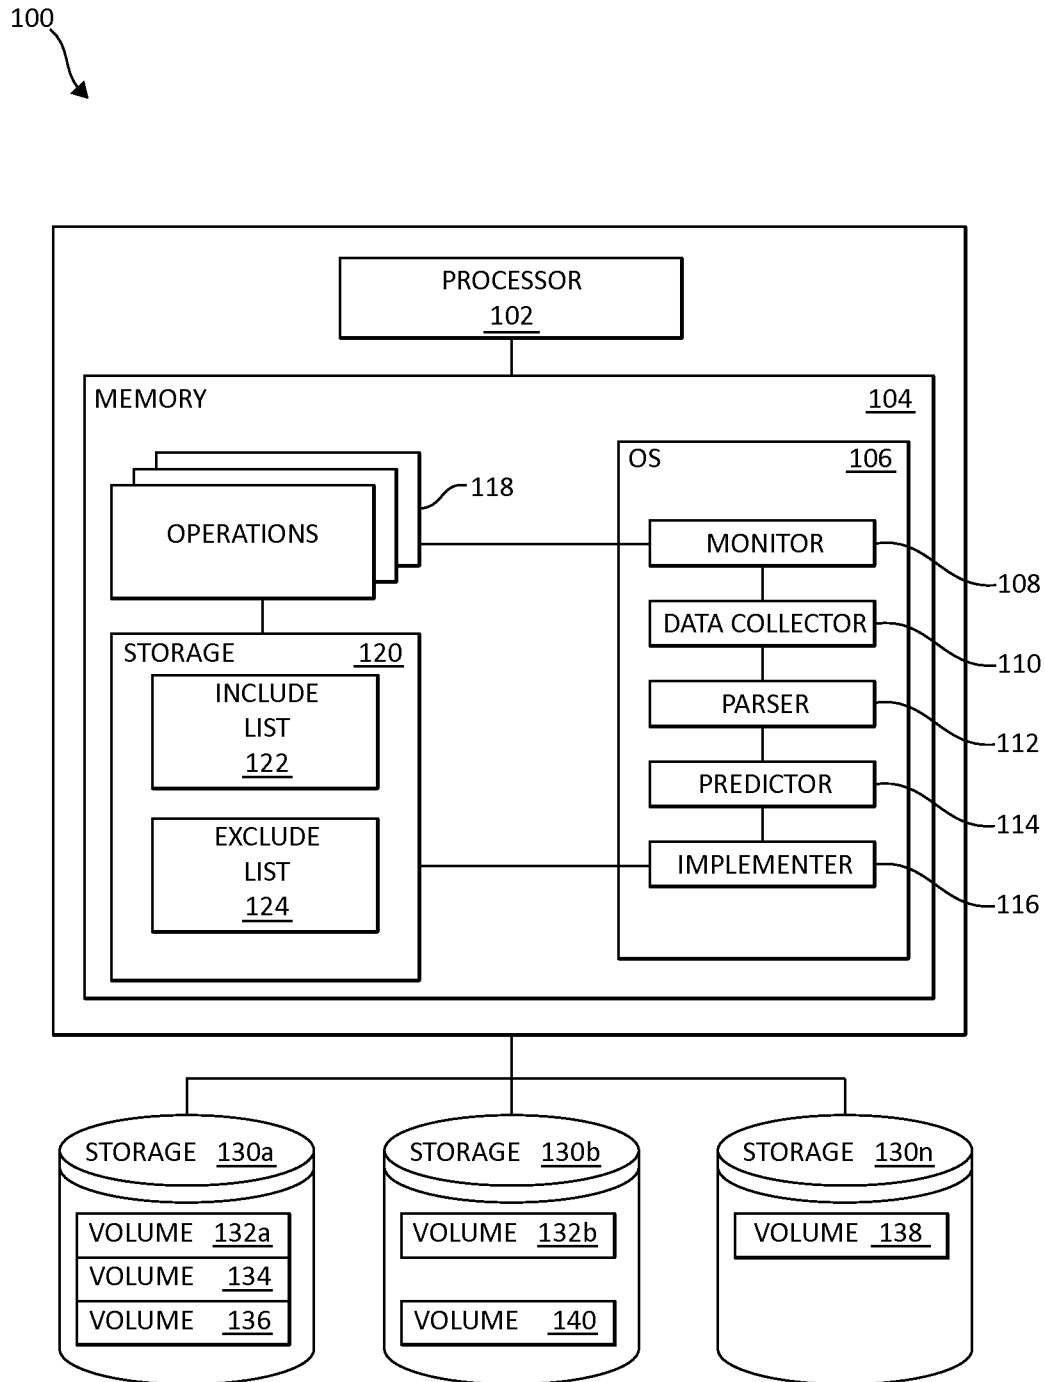 100
PROCESSOR
102
MEMORY 104
OPERATIONS
118
STORAGE 120
INCLUDE
LIST
122
EXCLUDE
LIST
124
OS 106
MONITOR
108
DATA COLLECTOR
110
PARSER
112
PREDICTOR
114
IMPLEMENTER
116
STORAGE 130a
VOLUME 132a
VOLUME 134
VOLUME 136
STORAGE 130b
VOLUME 132b
VOLUME 140
STORAGE 130n
VOLUME 138